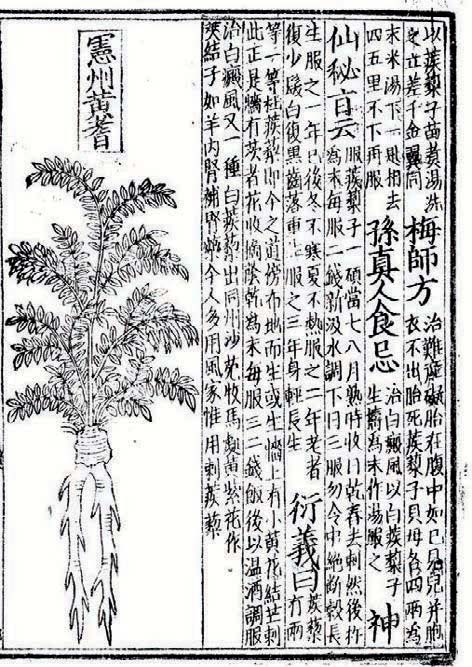 以蒺藜子苗煮湯洗
之立差千金翼同
梅師方
治難產礙胎在腹中如已見兒并胞
衣不出胎死蒺藜子貝母各四兩為
末米湯下一匙相去
四五里不下再服
孫真人食忌
治白癜風以白蒺藜子
生搗為末作湯服之
神
仙秘旨云
服蒺藜子一碩當七八月熟時收日乾舂去刺然後杵
為末每服二錢新汲水調下日三服勿令中絕斷穀長
生服之一年已後冬不寒夏不熱服之二年老者
復少髮白復黑齒落重生服之三年身輕長生
衍義曰
蒺藜
有兩
等一等杜蒺藜即今之道傍布地而生或生牆上有小黃花結芒刺
此正是牆有茨者花收摘蔭乾為末每服三二錢飯後以溫酒調服
治白癜風又一種白蒺藜出同州沙苑牧馬處黃紫花作
莢結子如羊內腎補腎藥今人多用風家惟用刺蒺藜
憲州黃耆